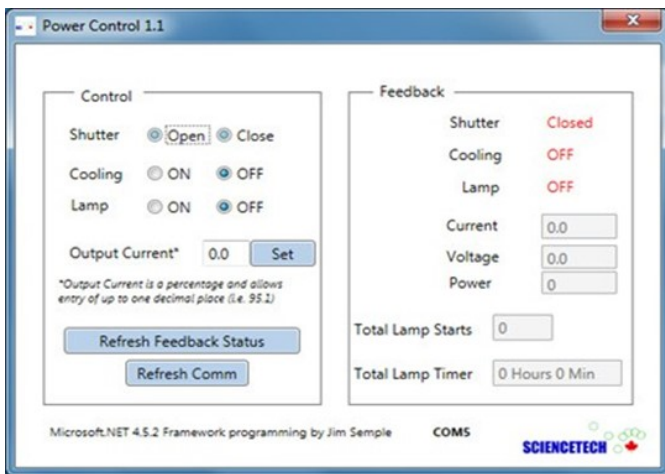 Power Control 1.1
Control
Shutter Open Close
Cooling ON OFF
Lamp ON OFF
Output Current* 0.0 Set
*Output Current is a percentage and allows
entry of up to one decimal place (i.e. 95.1)
Refresh Feedback Status
Refresh Comm
Feedback
Shutter Closed
Cooling OFF
Lamp OFF
Current 0.0
Voltage 0.0
Power 0
Total Lamp Starts 0
Total Lamp Timer 0 Hours 0 Min
Microsoft.NET 4.5.2 Framework programming by Jim Semple COM5
SCIENCETECH